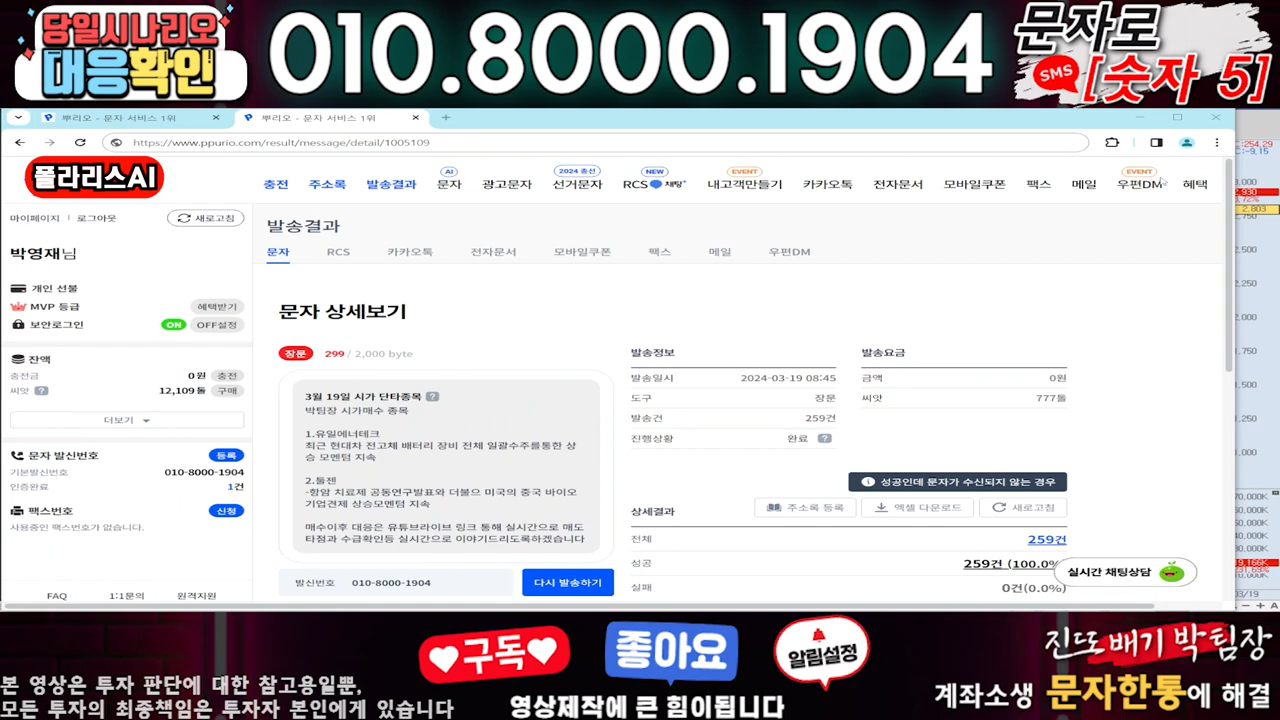 당일시나리오
대응확인
010.8000.1904
문자로
SMS
[숫자 5]
뿌리오 - 문자 서비스 1위
뿌리오 - 문자 서비스 1위
https://www.ppurio.com/result/message/detail/1005109
폴라리스AI
AI
2024 총선
NEW
EVENT
EVENT
충전
주소록
발송결과
문자
광고문자
선거문자
RCS
채팅+
내고객만들기
카카오톡
전자문서
모바일쿠폰
팩스
메일
우편DM
혜택
마이페이지
로그아웃
새로고침
박영재님
개인 선불
MVP 등급
혜택받기
보안로그인
ON
OFF설정
잔액
충전금
0원
충전
씨앗
?
12,109톨
구매
더보기
문자 발신번호
등록
기본발신번호
010-8000-1904
인증완료
1건
팩스번호
신청
사용중인 팩스번호가 없습니다.
FAQ
1:1문의
원격지원
발송결과
문자
RCS
카카오톡
전자문서
모바일쿠폰
팩스
메일
우편DM
문자 상세보기
장문
299 / 2,000 byte
3월 19일 시가 단타종목 ?
박팀장 시가매수 종목
1.유일에너테크
최근 현대차 전고체 배터리 장비 전체 일괄수주를통한 상
승 모멘텀 지속
2.툴젠
-항암 치료제 공동연구발표와 더불으 미국의 중국 바이오
기업견제 상승모멘텀 지속
매수이후 대응은 유튜브라이브 링크 통해 실시간으로 매도
타점과 수급확인등 실시간으로 이야기드리도록하겠습니다
발신번호
010-8000-1904
다시 발송하기
발송정보
발송일시
2024-03-19 08:45
도구
장문
발송건
259건
진행상황
완료 ?
발송요금
금액
0원
씨앗
777톨
성공인데 문자가 수신되지 않는 경우
상세결과
주소록 등록
엑셀 다운로드
새로고침
전체
259건
성공
259건 (100.0%
실패
0건(0.0%)
실시간 채팅상담
C:254,29
C:-9,15
2,930
2,803
2,750
2,500
2,250
2,000
1,750
1,500
1,250
1,000
03/19
구독
좋아요
알림설정
영상제작에 큰 힘이됩니다
본 영상은 투자 판단에 대한 참고용일뿐,
모든 투자의 최종책임은 투자자 본인에게 있습니다
진또배기 박팀장
계좌소생 문자한통에 해결